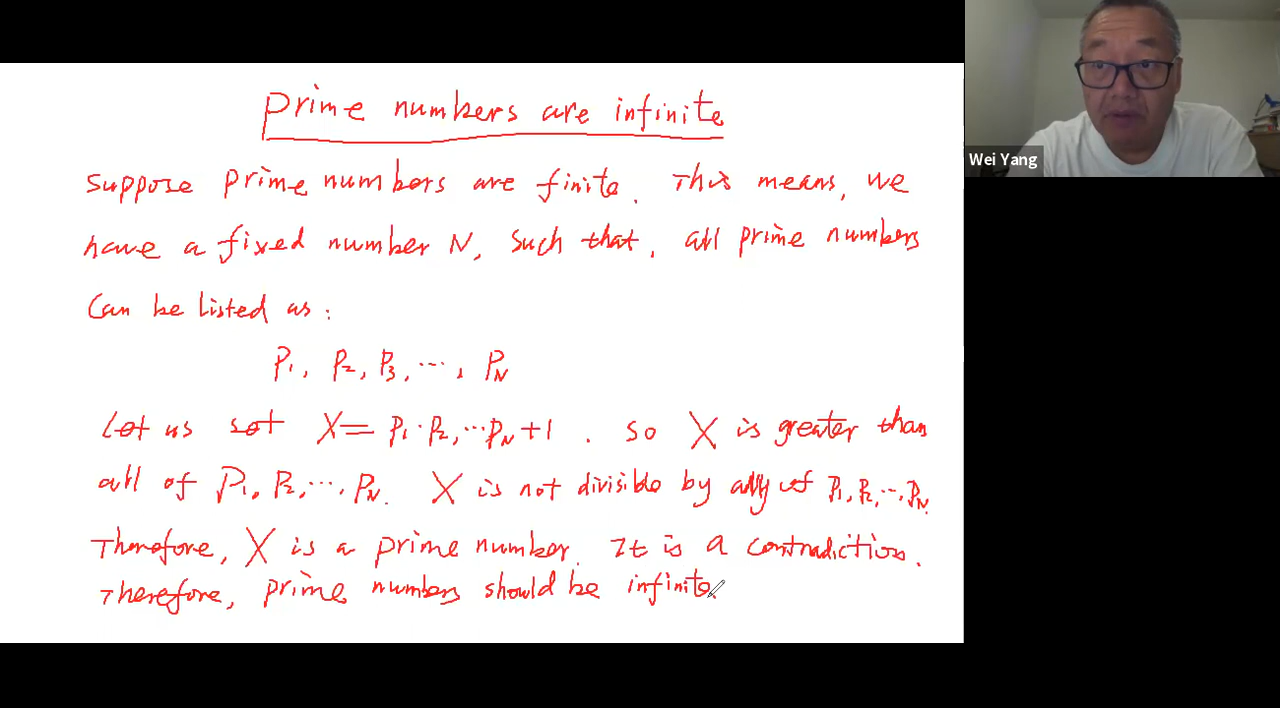 Prime numbers are infinite
Wei Yang
Suppose prime numbers are finite. This means, we
have a fixed number N, such that, all prime numbers
can be listed as:
P1, P2, P3, ..., PN
Let us set X = P1 · P2, ... PN + 1 . So X is greater than
all of P1, P2, ..., PN. X is not divisible by any of P1, P2, ..., PN.
Therefore, X is a prime number. It is a contradiction.
Therefore, prime numbers should be infinite.